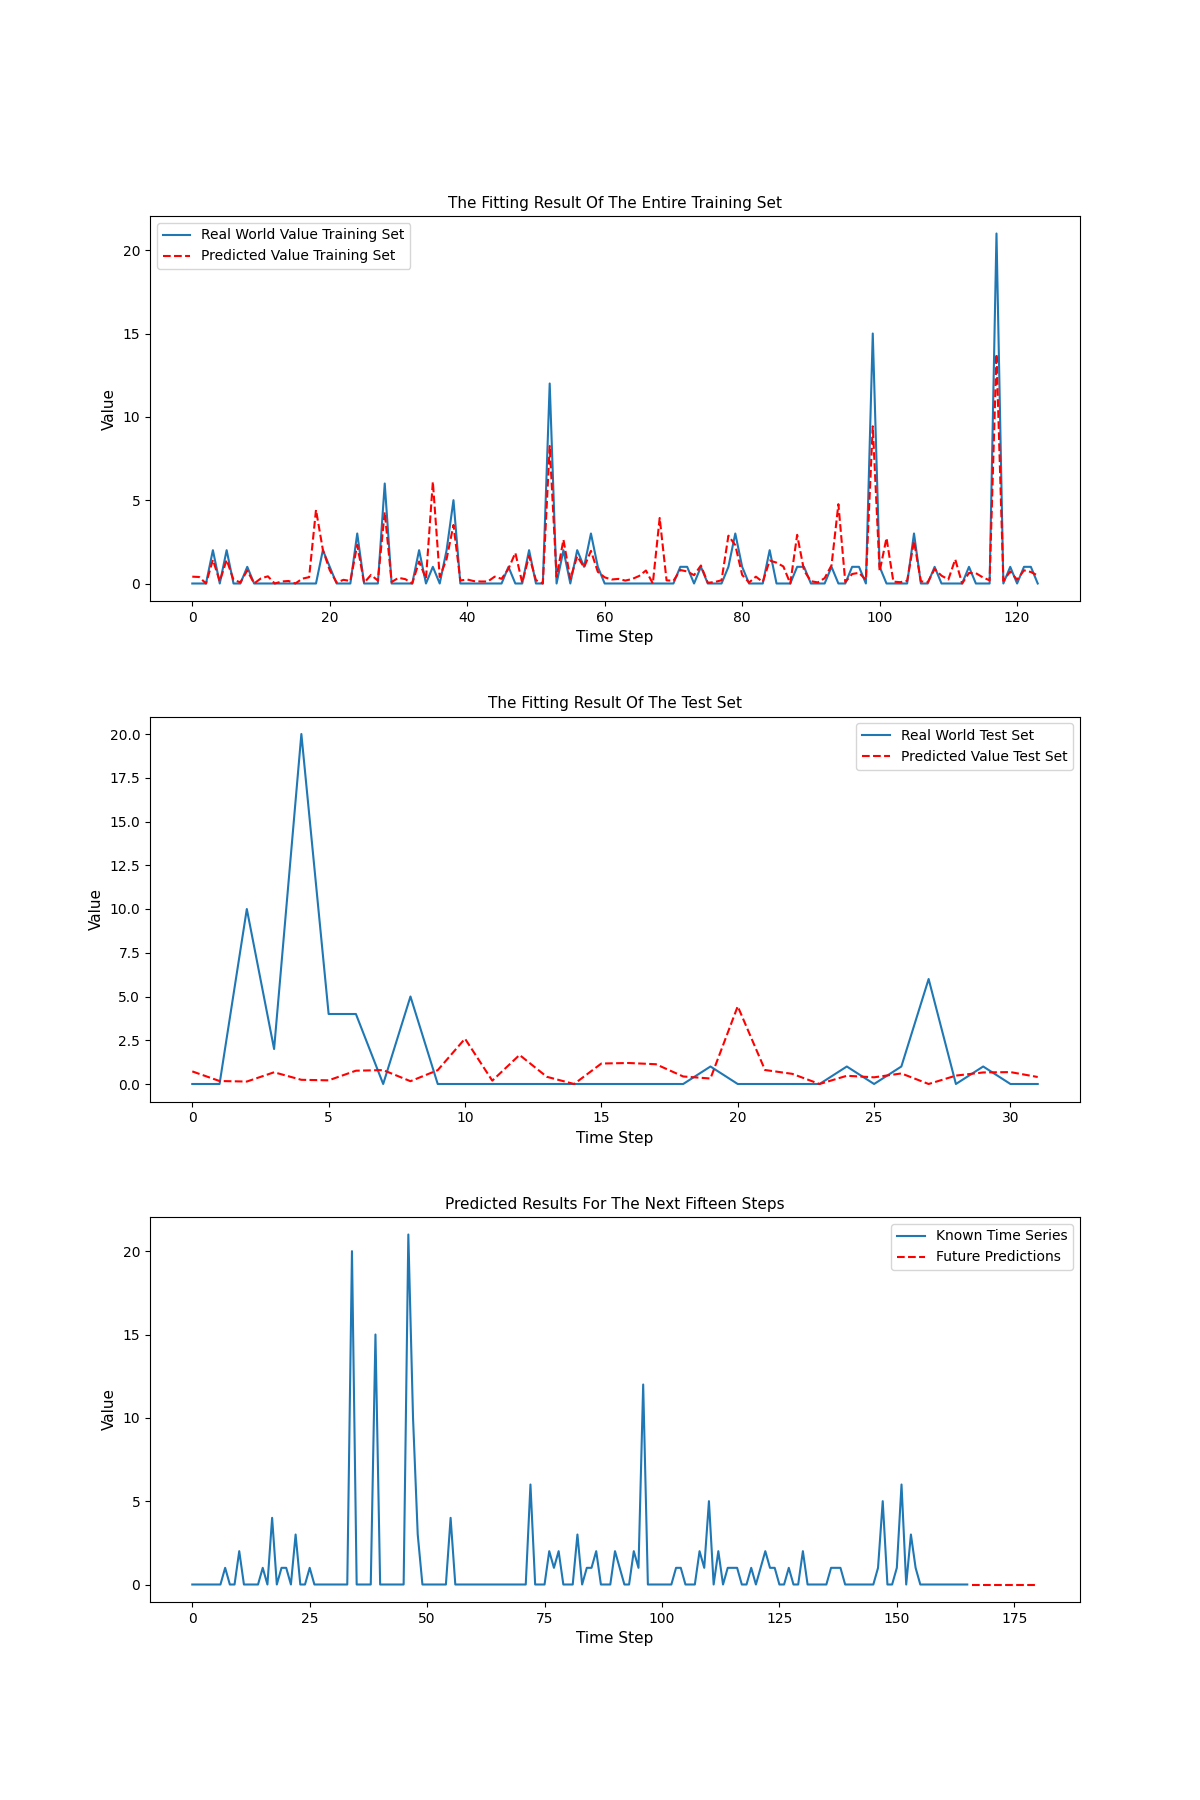 The Fitting Result Of The Entire Training Set
Real World Value Training Set
Predicted Value Training Set
Value
20
15
10
5
0
0 20 40 60 80 100 120
Time Step
The Fitting Result Of The Test Set
Real World Test Set
Predicted Value Test Set
Value
20.0
17.5
15.0
12.5
10.0
7.5
5.0
2.5
0.0
0 5 10 15 20 25 30
Time Step
Predicted Results For The Next Fifteen Steps
Known Time Series
Future Predictions
Value
20
15
10
5
0
0 25 50 75 100 125 150 175
Time Step